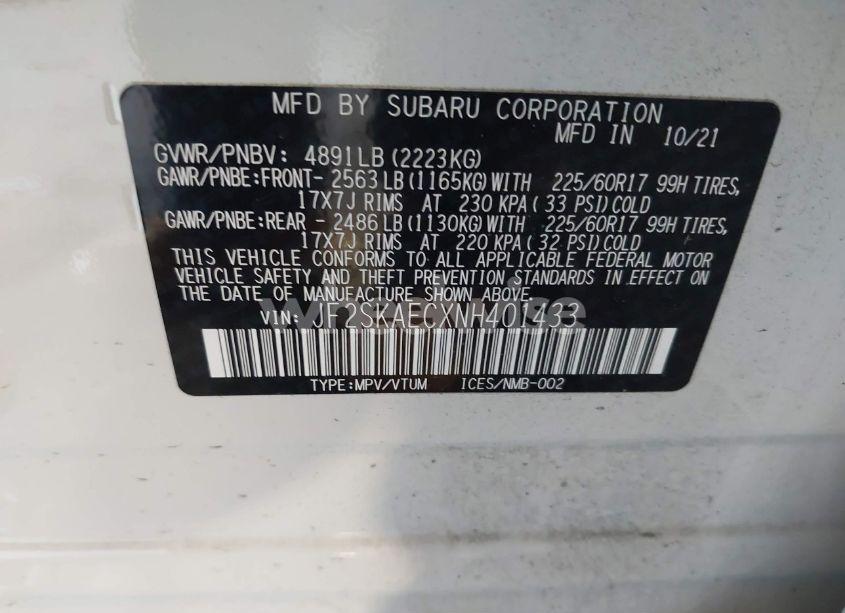 MFD BY SUBARU CORPORATION
MFD IN 10/21
GVWR/PNBV: 4891LB (2223KG)
GAWR/PNBE:FRONT- 2563 LB (1165KG) WITH 225/60R17 99H TIRES,
17X7J RIMS AT 230 KPA ( 33 PSI) COLD
GAWR/PNBE:REAR - 2486 LB (1130KG) WITH 225/60R17 99H TIRES,
17X7J RIMS AT 220 KPA ( 32 PSI) COLD
THIS VEHICLE CONFORMS TO ALL APPLICABLE FEDERAL MOTOR
VEHICLE SAFETY AND THEFT PREVENTION STANDARDS IN EFFECT ON
THE DATE OF MANUFACTURE SHOWN ABOVE.
VIN: JF2SKAECXNH401433
TYPE:MPV/VTUM ICES/NMB-002